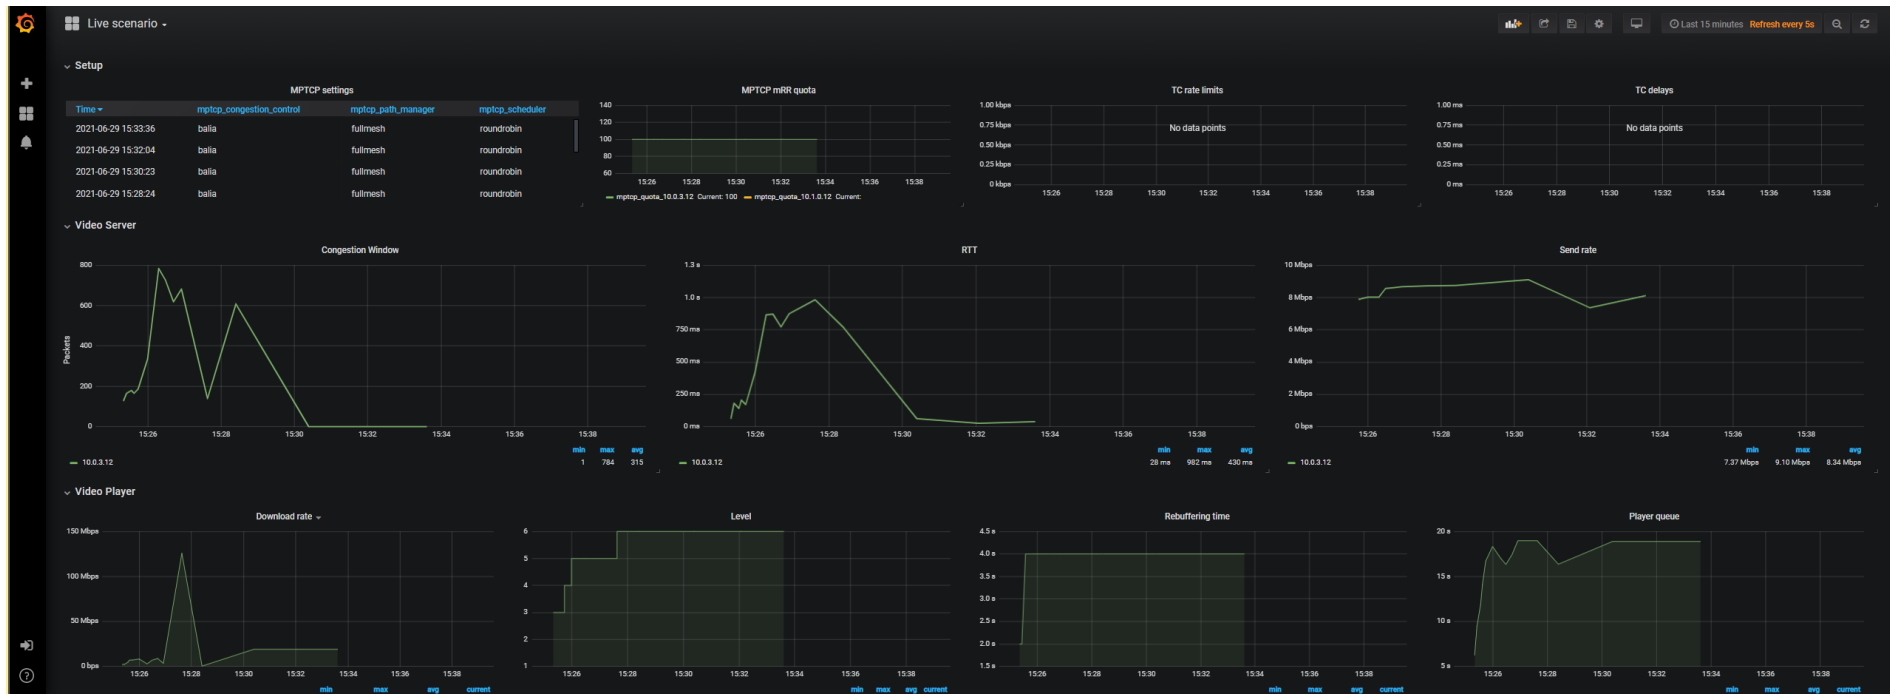 Live scenario
Last 15 minutes Refresh every 5s
Setup
MPTCP settings
Time mptcp_congestion_control mptcp_path_manager mptcp_scheduler
2021-06-29 15:33:36 balia fullmesh roundrobin
2021-06-29 15:32:04 balia fullmesh roundrobin
2021-06-29 15:30:23 balia fullmesh roundrobin
2021-06-29 15:28:24 balia fullmesh roundrobin
MPTCP mRR quota
140
120
100
80
60
15:26 15:28 15:30 15:32 15:34 15:36 15:38
mptcp_quota_10.0.3.12 Current: 100 mptcp_quota_10.1.0.12 Current:
TC rate limits
1.00 kbps
0.75 kbps
0.50 kbps
0.25 kbps
0 kbps
No data points
15:26 15:28 15:30 15:32 15:34 15:36 15:38
TC delays
1.00 ms
0.75 ms
0.50 ms
0.25 ms
0 ms
No data points
15:26 15:28 15:30 15:32 15:34 15:36 15:38
Video Server
Congestion Window
Packets
800
600
400
200
0
15:26 15:28 15:30 15:32 15:34 15:36 15:38
min max avg
10.0.3.12 1 784 315
RTT
1.3 s
1.0 s
750 ms
500 ms
250 ms
0 ms
15:26 15:28 15:30 15:32 15:34 15:36 15:38
min max avg
10.0.3.12 28 ms 982 ms 430 ms
Send rate
10 Mbps
8 Mbps
6 Mbps
4 Mbps
2 Mbps
0 bps
15:26 15:28 15:30 15:32 15:34 15:36 15:38
min max avg
10.0.3.12 7.37 Mbps 9.10 Mbps 8.34 Mbps
Video Player
Download rate
150 Mbps
100 Mbps
50 Mbps
0 bps
15:26 15:28 15:30 15:32 15:34 15:36 15:38
min max avg current
Level
6
5
4
3
2
1
15:26 15:28 15:30 15:32 15:34 15:36 15:38
min max avg current
Rebuffering time
4.5 s
4.0 s
3.5 s
3.0 s
2.5 s
2.0 s
1.5 s
15:26 15:28 15:30 15:32 15:34 15:36 15:38
min max avg current
Player queue
20 s
15 s
10 s
5 s
15:26 15:28 15:30 15:32 15:34 15:36 15:38
min max avg current